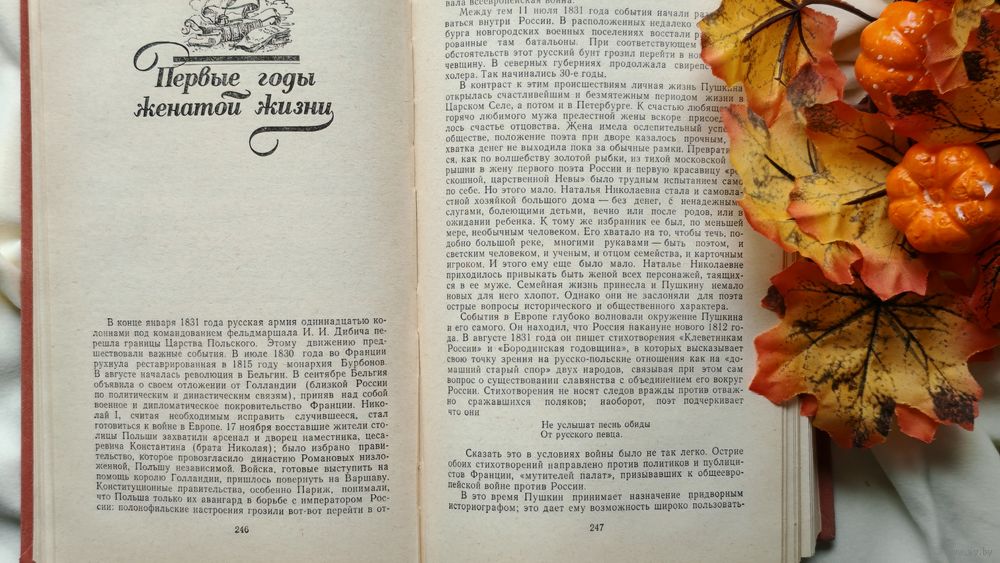 Первые годы
женатой жизни
В конце января 1831 года русская армия одиннадцатью ко-
лоннами под командованием фельдмаршала И. И. Дибича пе-
решла границы Царства Польского. Этому движению пред-
шествовали важные события. В июле 1830 года во Франции
рухнула реставрированная в 1815 году монархия Бурбонов.
В августе началась революция в Бельгии. В сентябре Бельгия
объявила о своем отложении от Голландии (близкой России
по политическим и династическим связям), приняв над собой
военное и дипломатическое покровительство Франции. Нико-
лай I, считая необходимым исправить случившееся, стал
готовиться к войне в Европе. 17 ноября восставшие жители сто-
лицы Польши захватили арсенал и дворец наместника, цеса-
ревича Константина (брата Николая); было избрано прави-
тельство, которое провозгласило династию Романовых низло-
женной, Польшу независимой. Войска, готовые выступить на
помощь королю Голландии, пришлось повернуть на Варшаву.
Конституционные правительства, особенно Париж, понимали,
что Польша только их авангард в борьбе с императором Рос-
сии: полонофильские настроения грозили вот-вот перейти в от-
246
вала всеевропейская война.
Между тем 11 июля 1831 года события начали
ваться внутри России. В расположенных недалеко
бурга новгородских военных поселениях восстали
рованные там батальоны. При соответствующем
обстоятельств этот русский бунт грозил перейти в
чевщину. В северных губерниях продолжала
холера. Так начинались 30-е годы.
В контраст к этим происшествиям личная жизнь Пушкина
открылась счастливейшим и безмятежным периодом жизни в
Царском Селе, а потом и в Петербурге. К счастью
горячо любимого мужа прелестной жены вскоре
лось счастье отцовства. Жена имела ослепительный
обществе, положение поэта при дворе казалось прочным,
хватка денег не выходила пока за обычные рамки.
ся, как по волшебству золотой рыбки, из тихой московской
рышни в жену первого поэта России и первую красавицу
скошной, царственной Невы» было трудным испытанием само
по себе. Но этого мало. Наталья Николаевна стала и самовла-
стной хозяйкой большого дома — без денег, с ненадежными
слугами, болеющими детьми, вечно или после родов, или в
ожидании ребенка. К тому же избранник ее был, по меньшей
мере, необычным человеком. Его хватало на то, чтобы течь, по-
добно большой реке, многими рукавами — быть поэтом, и
светским человеком, и ученым, и отцом семейства, и карточным
игроком. И этого ему еще было мало. Наталье Николаевне
приходилось привыкать быть женой всех персонажей, таящих-
ся в ее муже. Семейная жизнь принесла и Пушкину немало
новых для него хлопот. Однако они не заслоняли для поэта
острые вопросы исторического и общественного характера.
События в Европе глубоко волновали окружение Пушкина
и его самого. Он находил, что Россия накануне нового 1812 го-
да. В августе 1831 года он пишет стихотворения «Клеветникам
России» и «Бородинская годовщина», в которых высказывает
свою точку зрения на русско-польские отношения как на «до-
машний старый спор» двух народов, связывая при этом сам
вопрос о существовании славянства с объединением его вокруг
России. Стихотворения не носят следов вражды против отваж-
но сражавшихся поляков; наоборот, поэт подчеркивает
что они
Не услышат песнь обиды
От русского певца.
Сказать это в условиях войны было не так легко. Острие
обоих стихотворений направлено против политиков и публици-
стов Франции, «мутителей палат», призывавших к общеевро-
пейской войне против России.
В это время Пушкин принимает назначение придворным
историографом; это дает ему возможность широко пользовать-
247